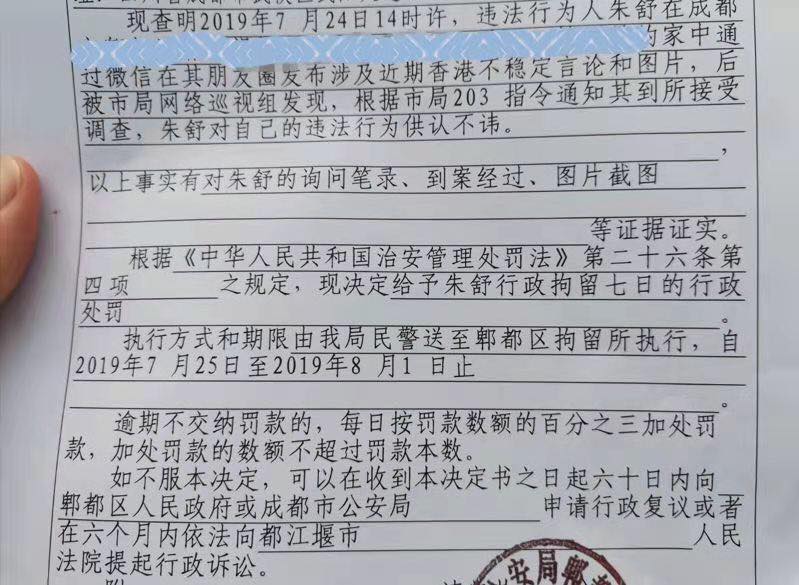 现查明2019年7 月24日14时许，违法行为人朱舒在成都
的家中通
过微信在其朋友圈发布涉及近期香港不稳定言论和图片，后
被市局网络巡视组发现，根据市局203 指令通知其到所接受
调查，朱舒对自己的违法行为供认不讳。
，
以上事实有对朱舒的询问笔录、到案经过、图片截图
等证据证实。
根据《中华人民共和国治安管理处罚法》第二十六条第
四项 之规定，现决定给予朱舒行政拘留七日的行政
处罚 。
执行方式和期限由我局民警送至郫都区拘留所执行，自
2019年7 月25日至2019年8 月1 日止
。
逾期不交纳罚款的，每日按罚款数额的百分之三加处罚
款，加处罚款的数额不超过罚款本数。
如不服本决定，可以在收到本决定书之日起六十日内向
郫都区人民政府或成都市公安局 申请行政复议或者
在六个月内依法向都江堰市 人民
法院提起行政诉讼。
安局郫